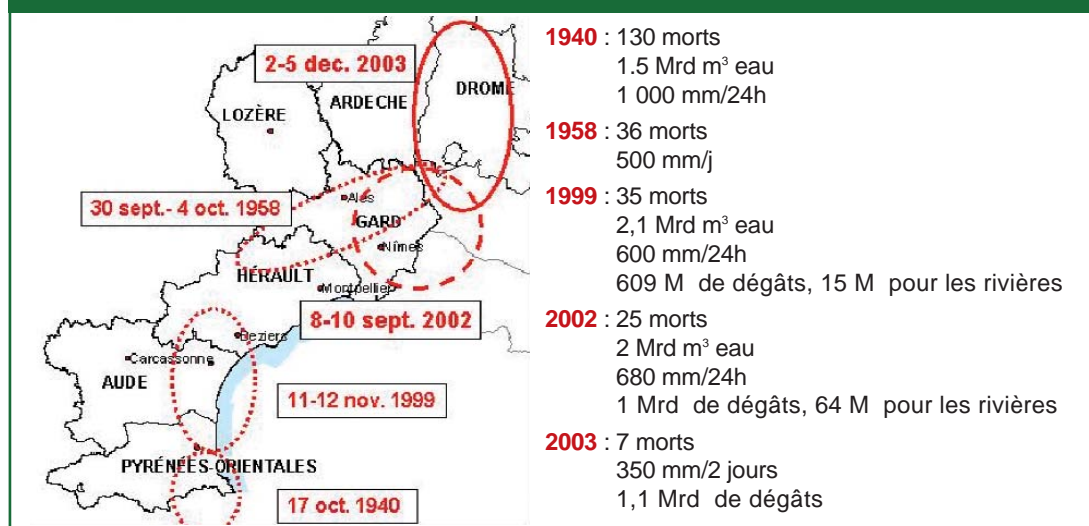 2-5 dec. 2003
DROME
ARDECHE
LOZÈRE
30 sept.- 4 oct. 1958
Ales
GARD
Nîmes
HÉRAULT
Montpellier
8-10 sept. 2002
Beziers
Carcassonne
AUDE
11-12 nov. 1999
PYRÉNÉES-ORIENTALES
17 oct. 1940
1940 : 130 morts
1.5 Mrd m³ eau
1 000 mm/24h
1958 : 36 morts
500 mm/j
1999 : 35 morts
2,1 Mrd m³ eau
600 mm/24h
609 M de dégâts, 15 M pour les rivières
2002 : 25 morts
2 Mrd m³ eau
680 mm/24h
1 Mrd de dégâts, 64 M pour les rivières
2003 : 7 morts
350 mm/2 jours
1,1 Mrd de dégâts